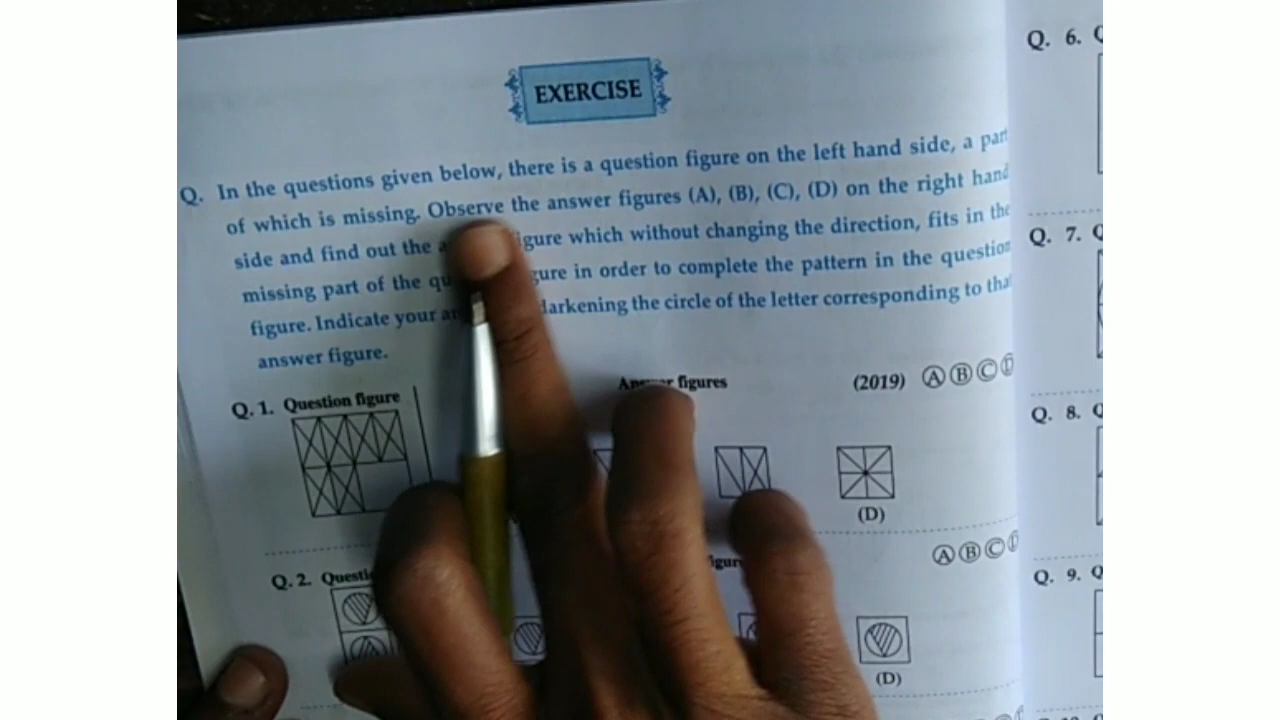 EXERCISE
Q. 6.
Q. In the questions given below, there is a question figure on the left hand side, a part
of which is missing. Observe the answer figures (A), (B), (C), (D) on the right hand
side and find out the figure which without changing the direction, fits in the
missing part of the figure in order to complete the pattern in the question
figure. Indicate your darkening the circle of the letter corresponding to
answer figure.
Q. 7.
Q. 1. Question figure
figures
(2019) A B C D
(D)
Q. 8.
Q. 2.
A B C D
(D)
Q. 9.